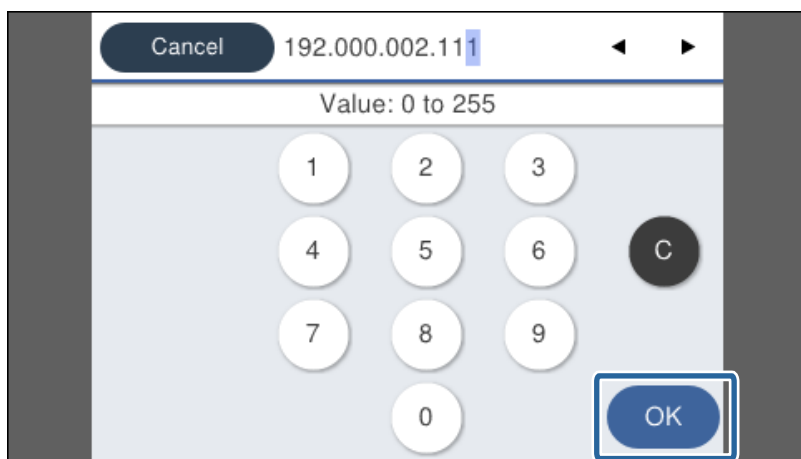 Cancel 192.000.002.111 ◄ ►
Value: 0 to 255
1 2 3
4 5 6 C
7 8 9
0 OK